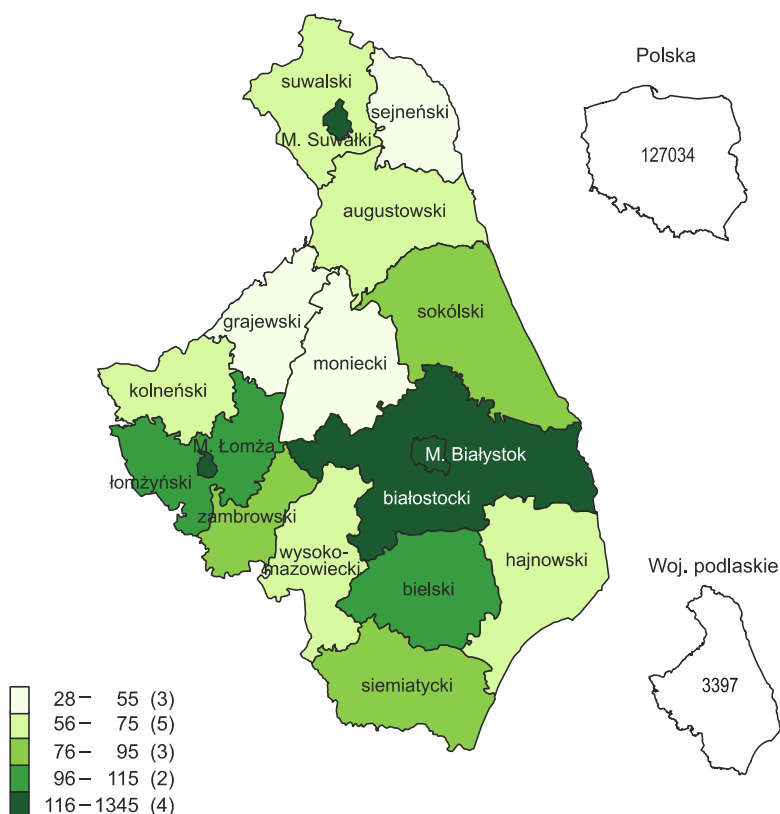 Polska
suwalski
sejneński
M. Suwałki
127034
augustowski
sokólski
grajewski
moniecki
kolneński
M. Łomża
M. Białystok
łomżyński
białostocki
zambrowski
wysoko-
mazowiecki
hajnowski
Woj. podlaskie
bielski
siemiatycki
3397
28 – 55 (3)
56 – 75 (5)
76 – 95 (3)
96 – 115 (2)
116 – 1345 (4)